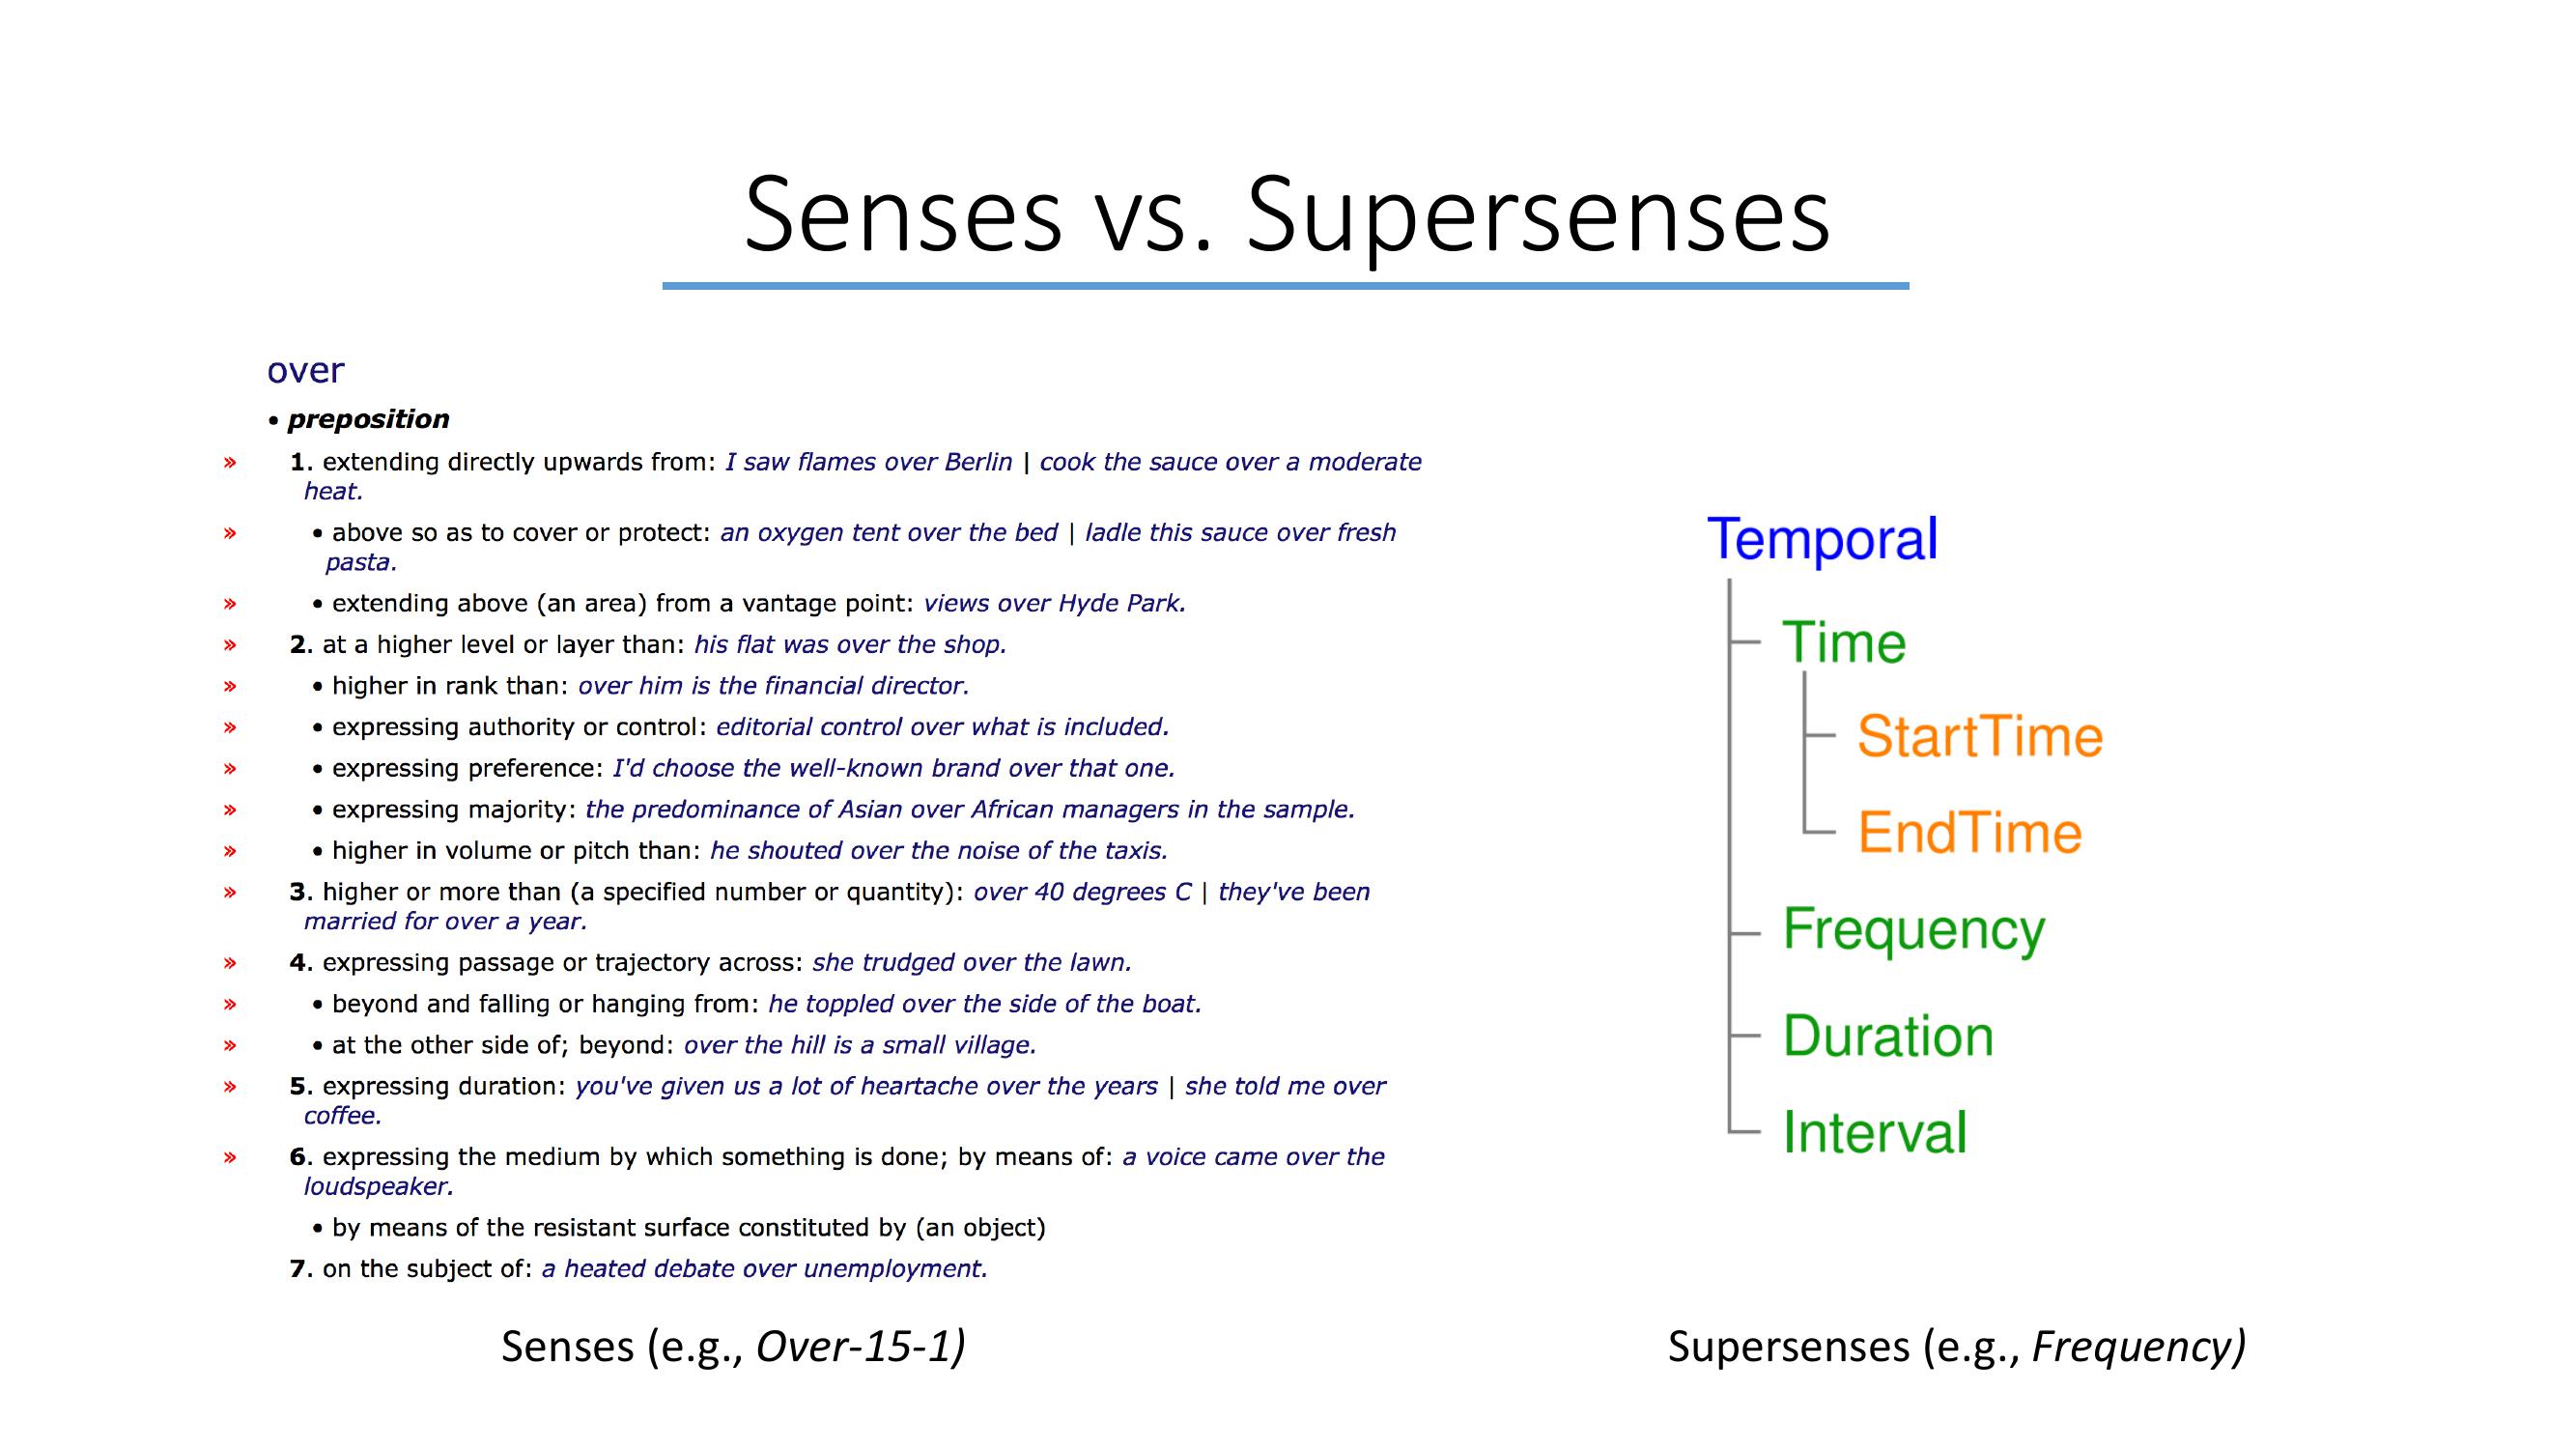 Senses vs. Supersenses
over
• preposition
» 1. extending directly upwards from: I saw flames over Berlin | cook the sauce over a moderate
heat.
» • above so as to cover or protect: an oxygen tent over the bed | ladle this sauce over fresh
pasta.
» • extending above (an area) from a vantage point: views over Hyde Park.
» 2. at a higher level or layer than: his flat was over the shop.
» • higher in rank than: over him is the financial director.
» • expressing authority or control: editorial control over what is included.
» • expressing preference: I'd choose the well-known brand over that one.
» • expressing majority: the predominance of Asian over African managers in the sample.
» • higher in volume or pitch than: he shouted over the noise of the taxis.
» 3. higher or more than (a specified number or quantity): over 40 degrees C | they've been
married for over a year.
» 4. expressing passage or trajectory across: she trudged over the lawn.
» • beyond and falling or hanging from: he toppled over the side of the boat.
» • at the other side of; beyond: over the hill is a small village.
» 5. expressing duration: you've given us a lot of heartache over the years | she told me over
coffee.
» 6. expressing the medium by which something is done; by means of: a voice came over the
loudspeaker.
• by means of the resistant surface constituted by (an object)
7. on the subject of: a heated debate over unemployment.
Senses (e.g., Over-15-1)
Temporal
Time
StartTime
EndTime
Frequency
Duration
Interval
Supersenses (e.g., Frequency)